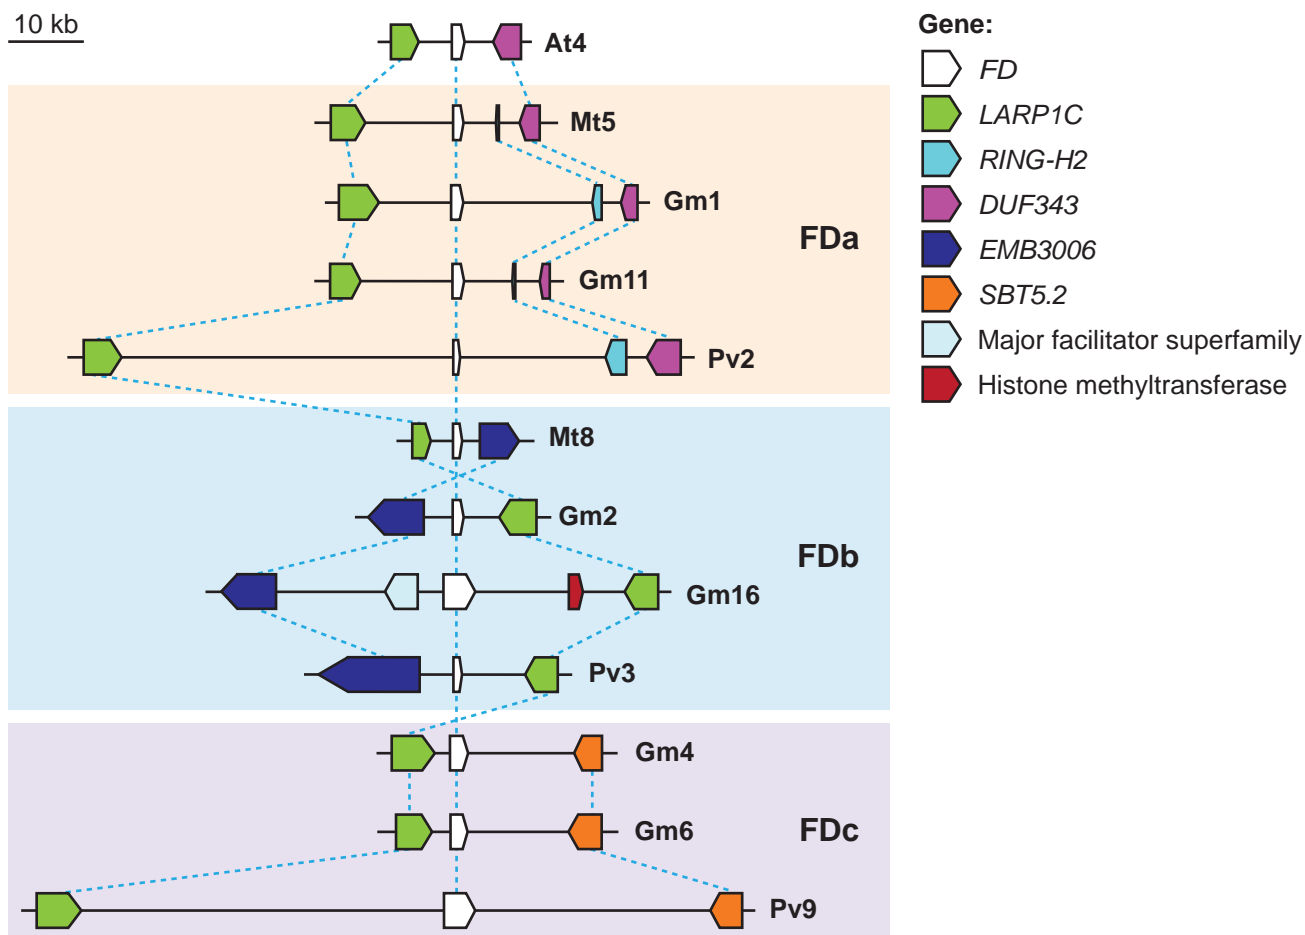 10 kb
At4
Mt5
Gm1
FDa
Gm11
Pv2
Mt8
Gm2
FDb
Gm16
Pv3
Gm4
Gm6
FDc
Pv9
Gene:
FD
LARP1C
RING-H2
DUF343
EMB3006
SBT5.2
Major facilitator superfamily
Histone methyltransferase